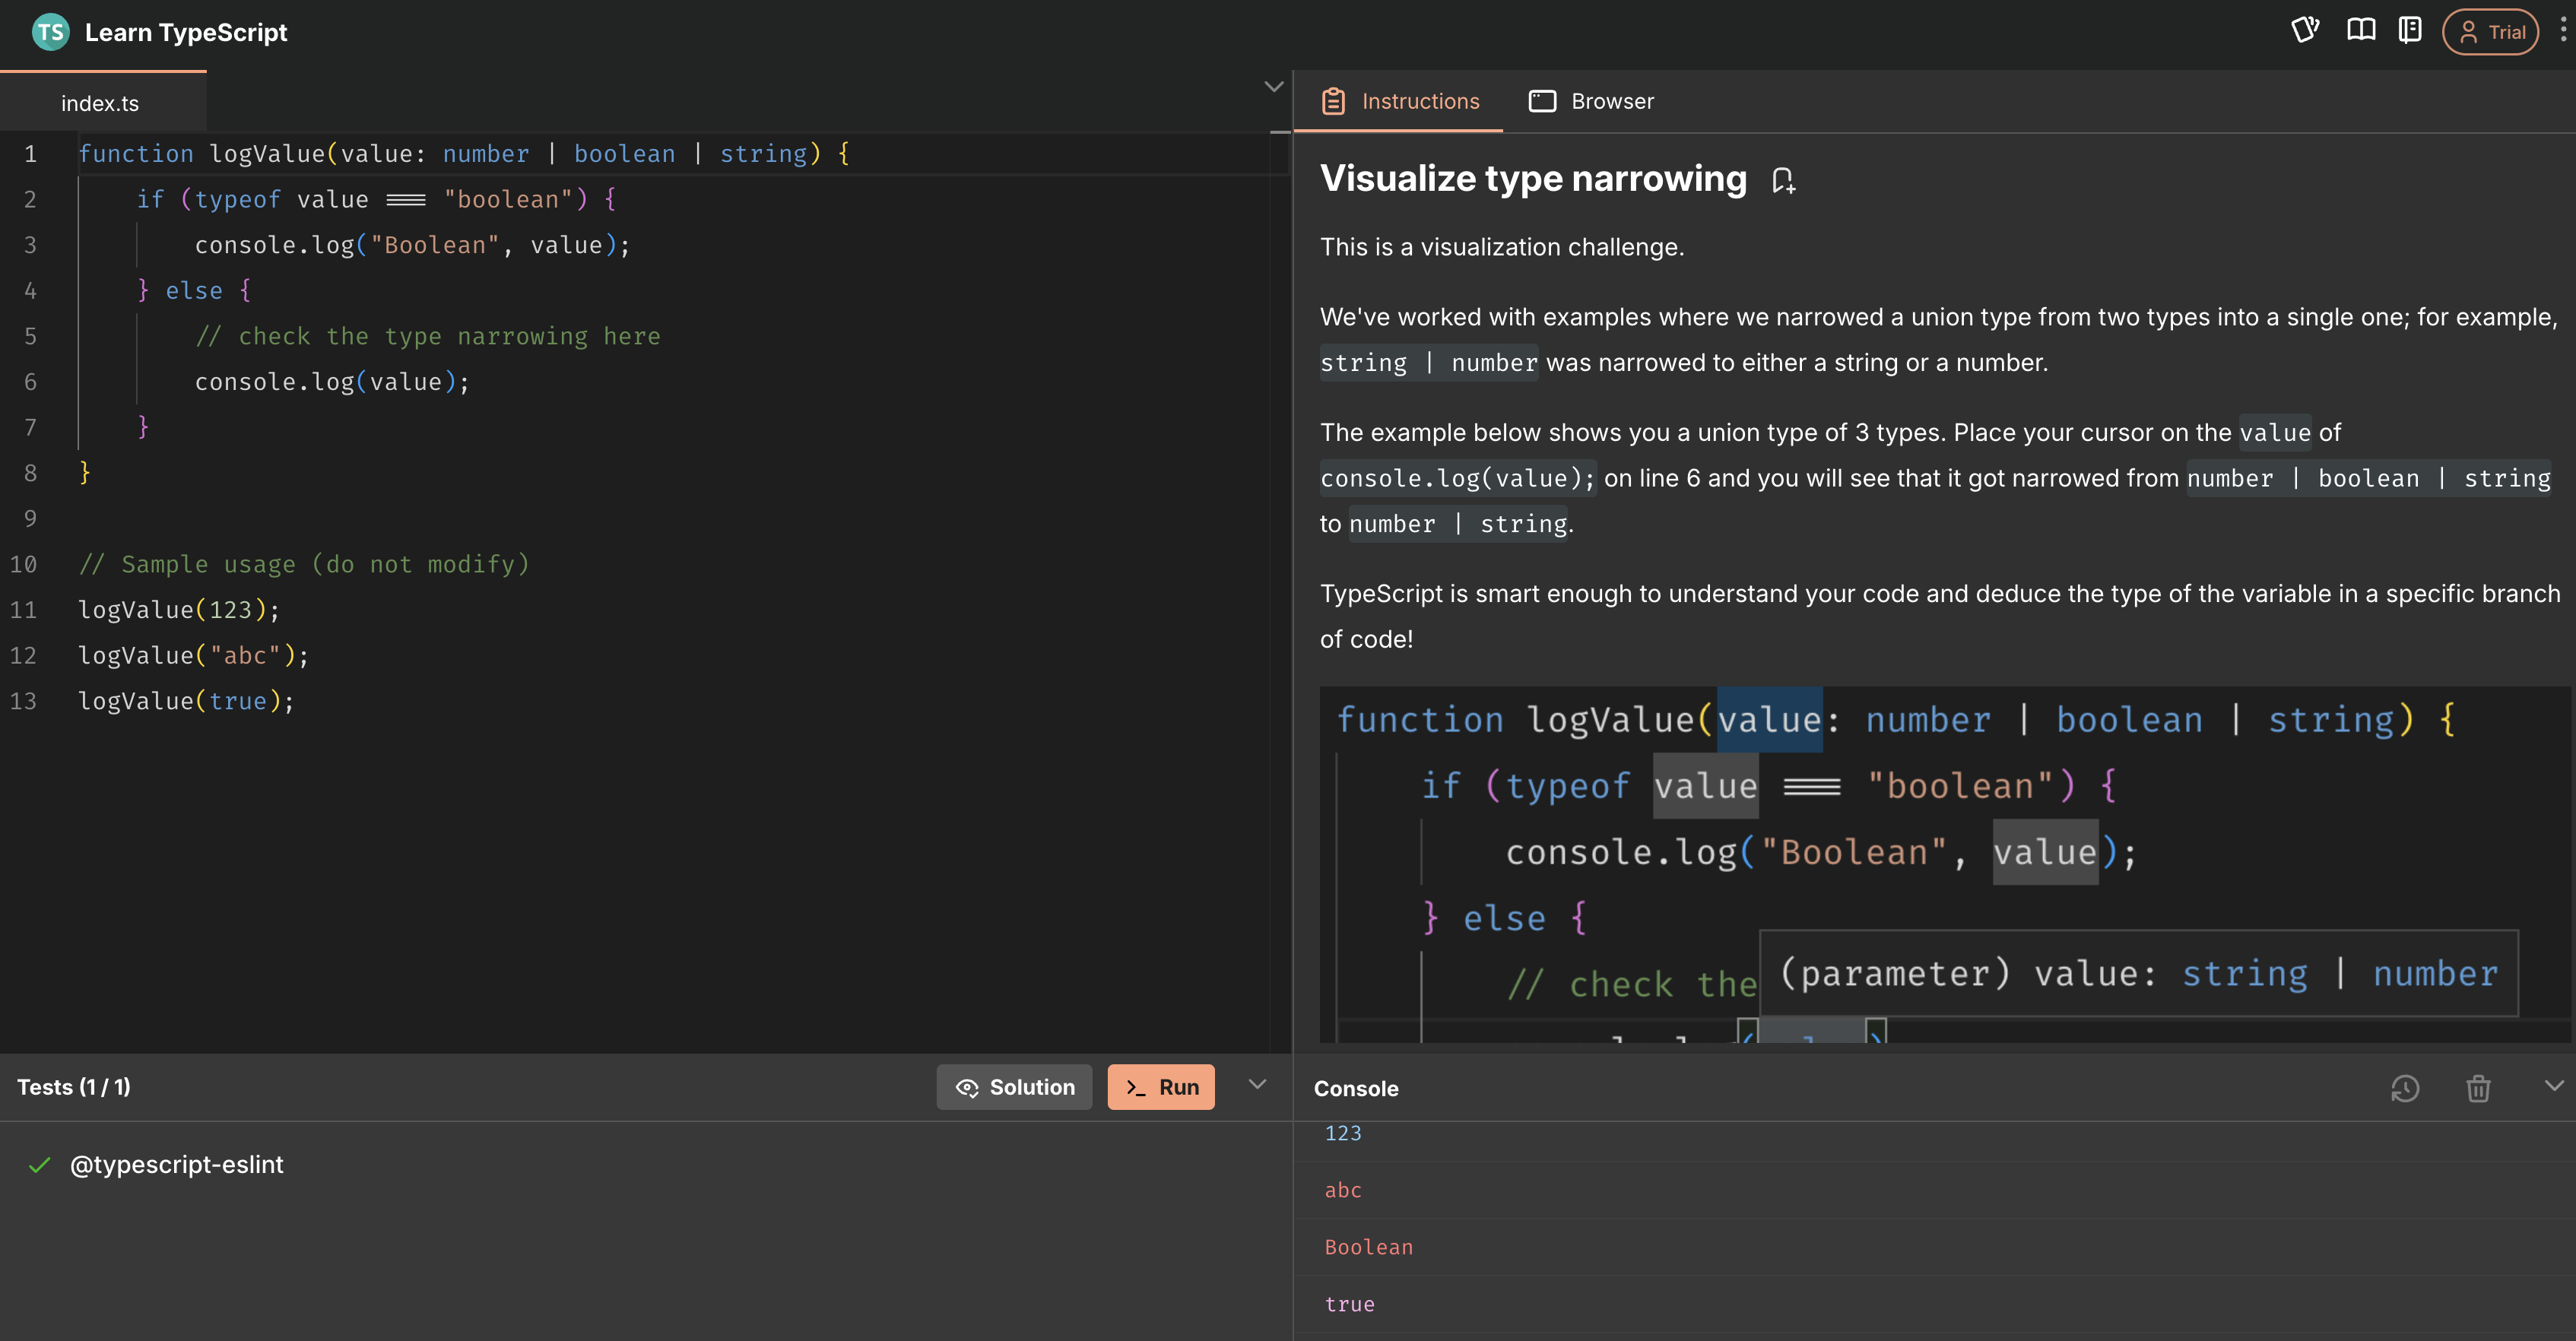 TS Learn TypeScript
Trial
index.ts
1 function logValue(value: number | boolean | string) {
2 if (typeof value === "boolean") {
3 console.log("Boolean", value);
4 } else {
5 // check the type narrowing here
6 console.log(value);
7 }
8 }
9
10 // Sample usage (do not modify)
11 logValue(123);
12 logValue("abc");
13 logValue(true);
Tests (1 / 1)
Solution
Run
@typescript-eslint
Instructions
Browser
Visualize type narrowing
This is a visualization challenge.
We've worked with examples where we narrowed a union type from two types into a single one; for example,
string | number was narrowed to either a string or a number.
The example below shows you a union type of 3 types. Place your cursor on the value of
console.log(value); on line 6 and you will see that it got narrowed from number | boolean | string
to number | string.
TypeScript is smart enough to understand your code and deduce the type of the variable in a specific branch
of code!
function logValue(value: number | boolean | string) {
if (typeof value === "boolean") {
console.log("Boolean", value);
} else {
// check the
(parameter) value: string | number
Console
123
abc
Boolean
true